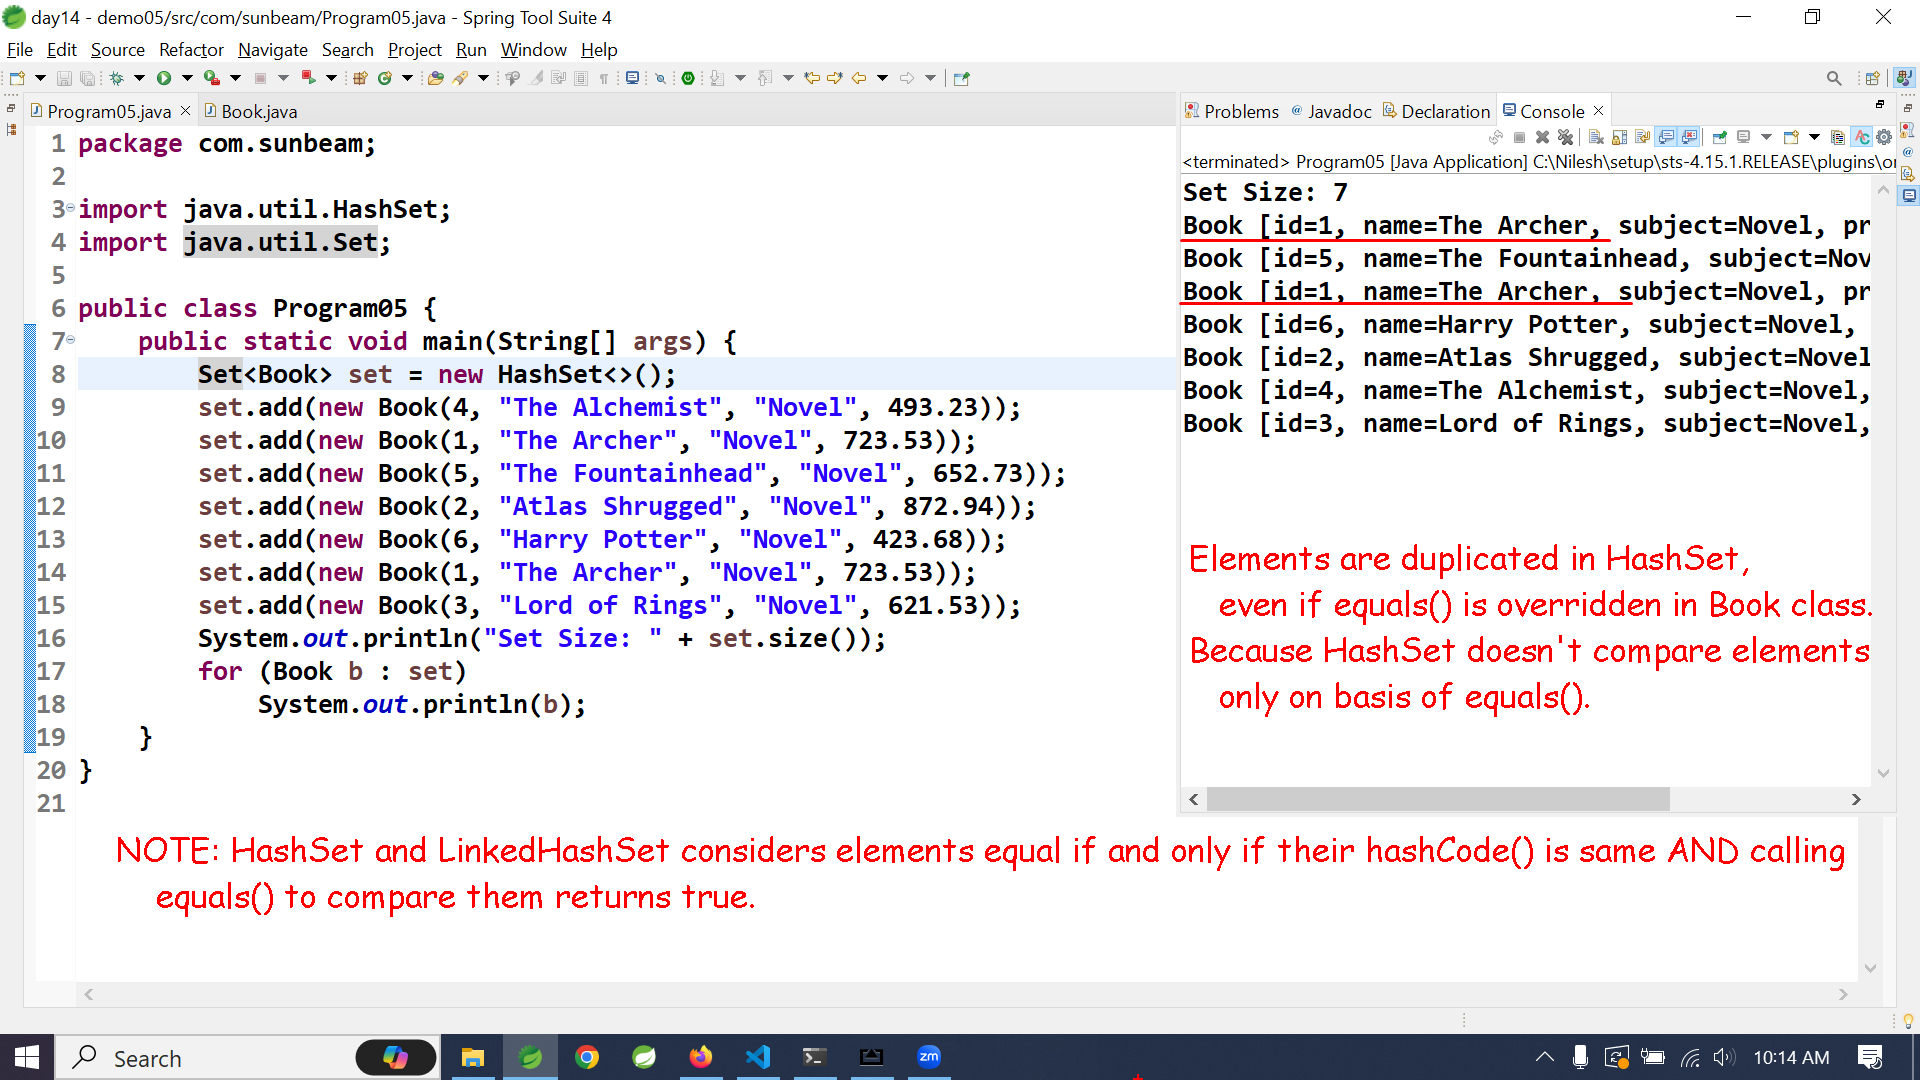 day14 - demo05/src/com/sunbeam/Program05.java - Spring Tool Suite 4
File Edit Source Refactor Navigate Search Project Run Window Help
Program05.java Book.java
1 package com.sunbeam;
2
3 import java.util.HashSet;
4 import java.util.Set;
5
6 public class Program05 {
7 public static void main(String[] args) {
8 Set<Book> set = new HashSet<>();
9 set.add(new Book(4, "The Alchemist", "Novel", 493.23));
10 set.add(new Book(1, "The Archer", "Novel", 723.53));
11 set.add(new Book(5, "The Fountainhead", "Novel", 652.73));
12 set.add(new Book(2, "Atlas Shrugged", "Novel", 872.94));
13 set.add(new Book(6, "Harry Potter", "Novel", 423.68));
14 set.add(new Book(1, "The Archer", "Novel", 723.53));
15 set.add(new Book(3, "Lord of Rings", "Novel", 621.53));
16 System.out.println("Set Size: " + set.size());
17 for (Book b : set)
18 System.out.println(b);
19 }
20 }
21
Problems Javadoc Declaration Console
<terminated> Program05 [Java Application] C:\Nilesh\setup\sts-4.15.1.RELEASE\plugins\or
Set Size: 7
Book [id=1, name=The Archer, subject=Novel, pr
Book [id=5, name=The Fountainhead, subject=Nov
Book [id=1, name=The Archer, subject=Novel, pr
Book [id=6, name=Harry Potter, subject=Novel,
Book [id=2, name=Atlas Shrugged, subject=Novel
Book [id=4, name=The Alchemist, subject=Novel,
Book [id=3, name=Lord of Rings, subject=Novel,
Elements are duplicated in HashSet,
even if equals() is overridden in Book class.
Because HashSet doesn't compare elements
only on basis of equals().
NOTE: HashSet and LinkedHashSet considers elements equal if and only if their hashCode() is same AND calling
equals() to compare them returns true.
Search
zm
10:14 AM